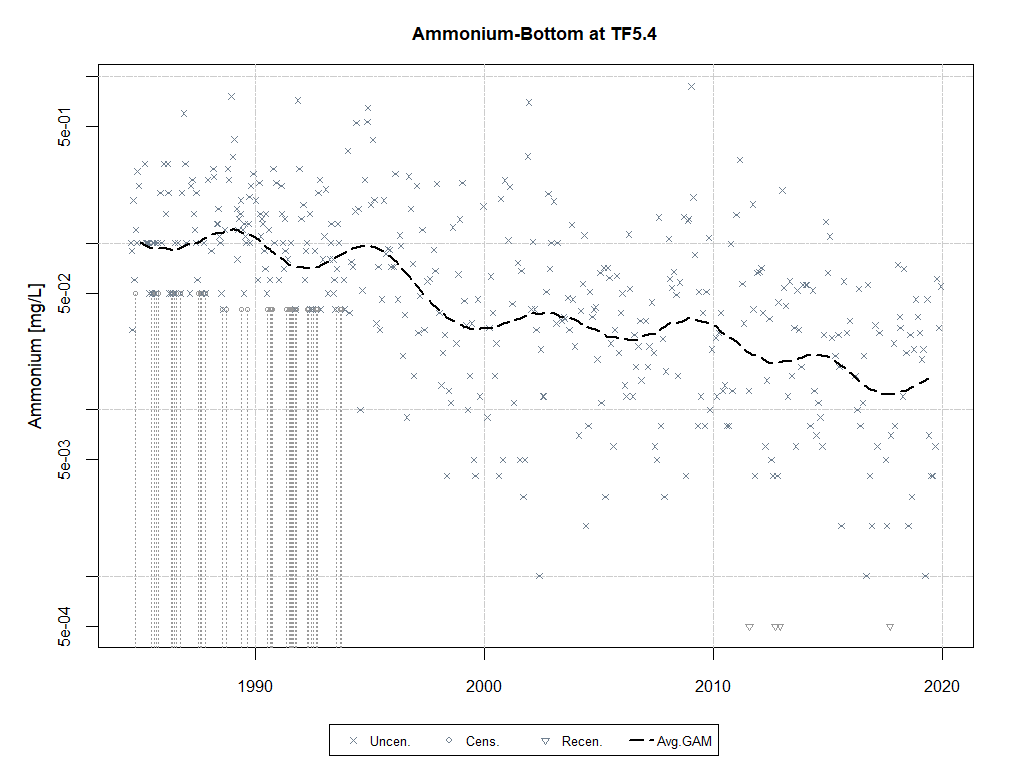 Ammonium-Bottom at TF5.4
Ammonium [mg/L]
5e-01
5e-02
5e-03
5e-04
1990 2000 2010 2020
Uncen. Cens. Recen. Avg.GAM